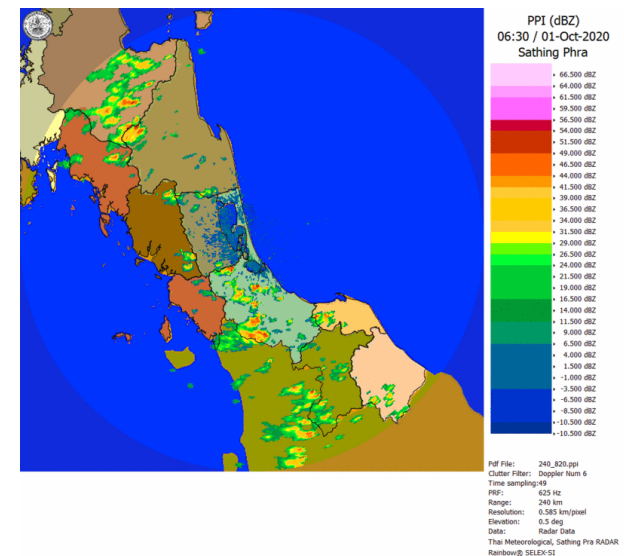 PPI (dBZ)
06:30 / 01-Oct-2020
Sathing Phra
66.500 dBZ
64.000 dBZ
61.500 dBZ
59.500 dBZ
56.500 dBZ
54.000 dBZ
51.500 dBZ
49.000 dBZ
46.500 dBZ
44.000 dBZ
41.500 dBZ
39.000 dBZ
36.500 dBZ
34.000 dBZ
31.500 dBZ
29.000 dBZ
26.500 dBZ
24.000 dBZ
21.500 dBZ
19.000 dBZ
16.500 dBZ
14.000 dBZ
11.500 dBZ
9.000 dBZ
6.500 dBZ
4.000 dBZ
1.500 dBZ
-1.000 dBZ
-3.500 dBZ
-6.500 dBZ
-8.500 dBZ
-10.500 dBZ
-10.500 dBZ
Pdf File: 240_820.ppi
Clutter Filter: Doppler Num 6
Time sampling:49
PRF: 625 Hz
Range: 240 km
Resolution: 0.585 km/pixel
Elevation: 0.5 deg
Data: Radar Data
Thai Meteorological, Sathing Pra RADAR
Rainbow® SELEX-SI